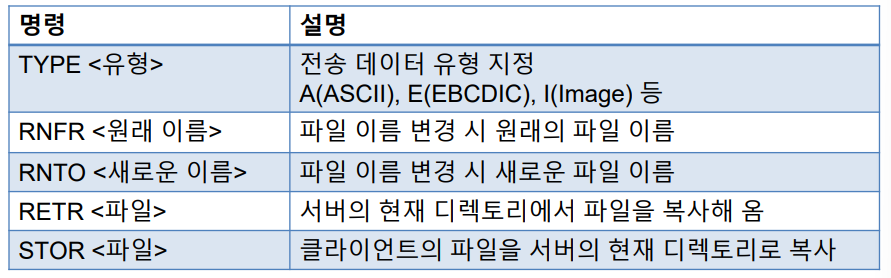 명령 설명
TYPE <유형> 전송 데이터 유형 지정
A(ASCII), E(EBCDIC), I(Image) 등
RNFR <원래 이름> 파일 이름 변경 시 원래의 파일 이름
RNTO <새로운 이름> 파일 이름 변경 시 새로운 파일 이름
RETR <파일> 서버의 현재 디렉토리에서 파일을 복사해 옴
STOR <파일> 클라이언트의 파일을 서버의 현재 디렉토리로 복사